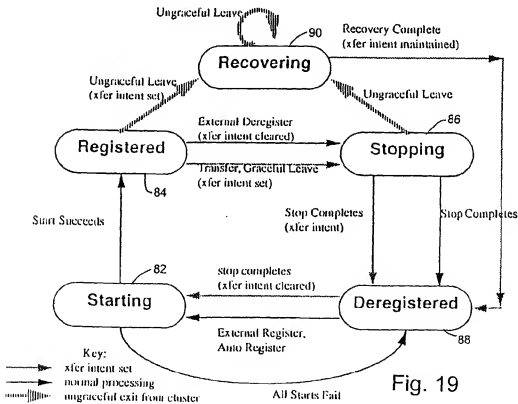 Ungraceful Leave
90
Recovery Complete
(xfer intent maintained)
Recovering
Ungraceful Leave
(xfer intent set)
Ungraceful Leave
External Deregister
(xfer intent cleared)
86
Registered
Stopping
Transfer, Graceful Leave
(xfer intent set)
84
Stop Completes
(xfer intent)
Stop Completes
Start Succeeds
82
stop completes
(xfer intent cleared)
Starting
Deregistered
External Register,
Auto Register
88
Key:
xfer intent set
normal processing
ungraceful exit from cluster
All Starts Fail
Fig. 19